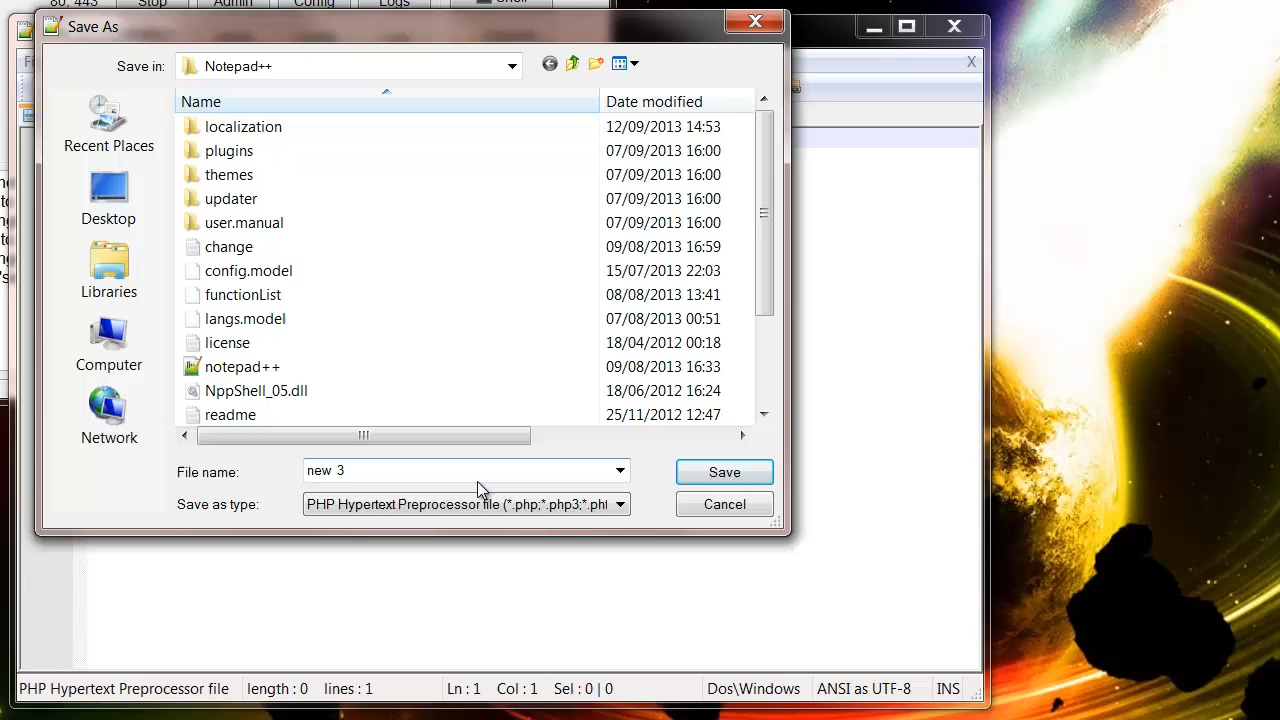 80, 443 Stop Admin Config Logs Shell
Save As
Save in: Notepad++
Name Date modified
localization 12/09/2013 14:53
plugins 07/09/2013 16:00
themes 07/09/2013 16:00
updater 07/09/2013 16:00
user.manual 07/09/2013 16:00
change 09/08/2013 16:59
config.model 15/07/2013 22:03
functionList 08/08/2013 13:41
langs.model 07/08/2013 00:51
license 18/04/2012 00:18
notepad++ 09/08/2013 16:33
NppShell_05.dll 18/06/2012 16:24
readme 25/11/2012 12:47
Recent Places
Desktop
Libraries
Computer
Network
File name: new 3 Save
Save as type: PHP Hypertext Preprocessor file (*.php;*.php3;*.pht Cancel
PHP Hypertext Preprocessor file length : 0 lines : 1 Ln : 1 Col : 1 Sel : 0 | 0 Dos\Windows ANSI as UTF-8 INS